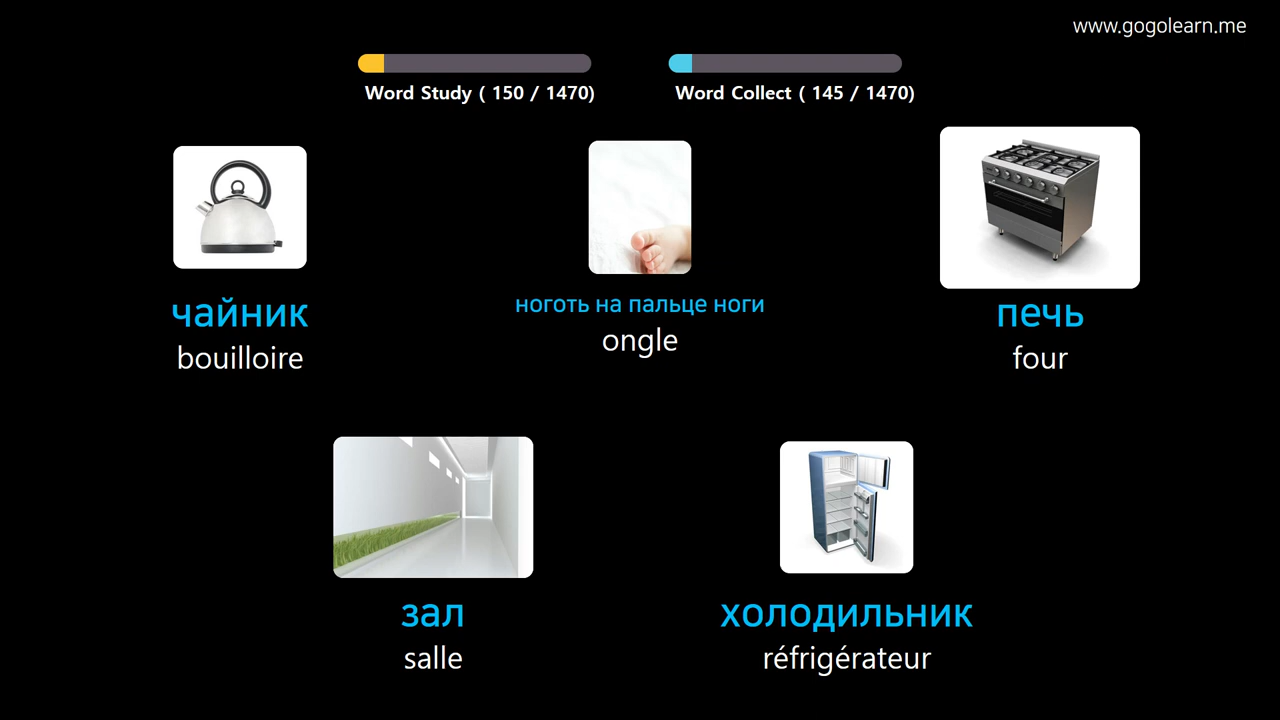 www.gogolearn.me
Word Study ( 150 / 1470)
Word Collect ( 145 / 1470)
чайник
bouilloire
ноготь на пальце ноги
ongle
печь
four
зал
salle
холодильник
réfrigérateur